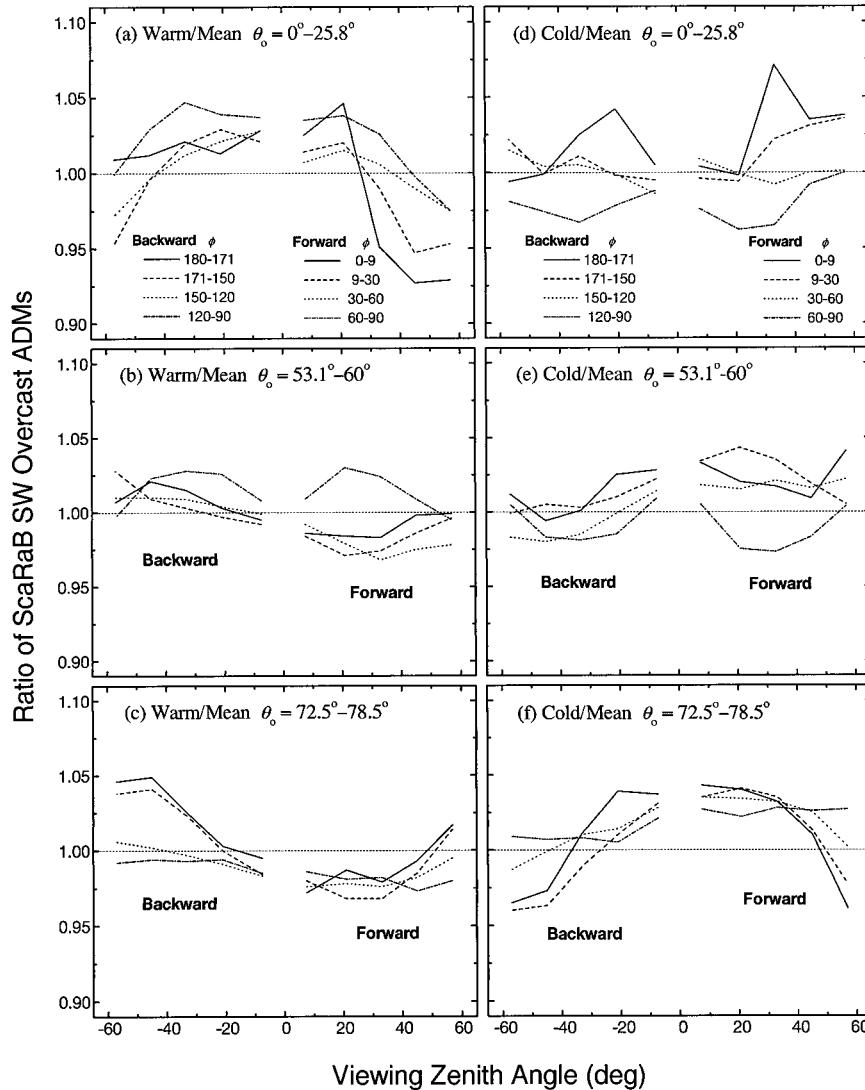 Ratio of ScaRaB SW Overcast ADMs
(a) Warm/Mean θo = 0°–25.8°
1.10
1.05
1.00
0.95
0.90
Backward ϕ
180-171
171-150
150-120
120-90
Forward ϕ
0-9
9-30
30-60
60-90
(d) Cold/Mean θo = 0°–25.8°
Backward ϕ
180-171
171-150
150-120
120-90
Forward ϕ
0-9
9-30
30-60
60-90
(b) Warm/Mean θo = 53.1°–60°
1.10
1.05
1.00
0.95
0.90
Backward
Forward
(e) Cold/Mean θo = 53.1°–60°
Backward
Forward
(c) Warm/Mean θo = 72.5°–78.5°
1.10
1.05
1.00
0.95
0.90
Backward
Forward
-60 -40 -20 0 20 40 60
(f) Cold/Mean θo = 72.5°–78.5°
Backward
Forward
-60 -40 -20 0 20 40 60
Viewing Zenith Angle (deg)